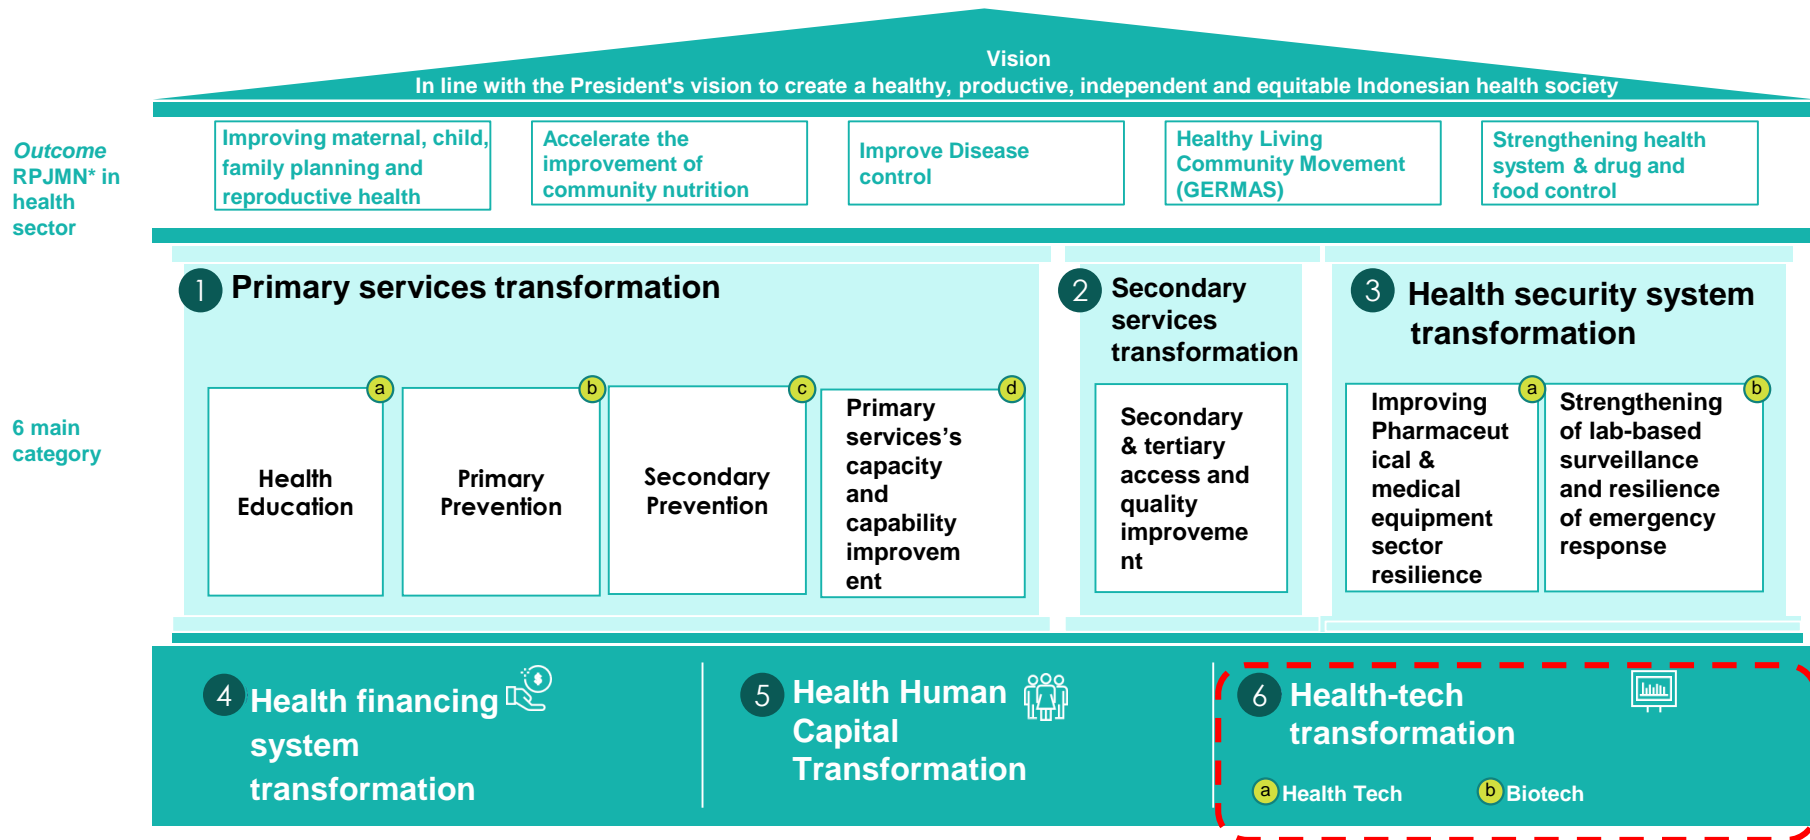 Vision
In line with the President's vision to create a healthy, productive, independent and equitable Indonesian health society
Outcome
RPJMN* in
health
sector
Improving maternal, child,
family planning and
reproductive health
Accelerate the
improvement of
community nutrition
Improve Disease
control
Healthy Living
Community Movement
(GERMAS)
Strengthening health
system & drug and
food control
6 main
category
1 Primary services transformation
a
Health
Education
b
Primary
Prevention
c
Secondary
Prevention
d
Primary
services's
capacity
and
capability
improvem
ent
2 Secondary
services
transformation
Secondary
& tertiary
access and
quality
improveme
nt
3 Health security system
transformation
a
Improving
Pharmaceut
ical &
medical
equipment
sector
resilience
b
Strengthening
of lab-based
surveillance
and resilience
of emergency
response
4 Health financing
system
transformation
$
5 Health Human
Capital
Transformation
6 Health-tech
transformation
a Health Tech
b Biotech